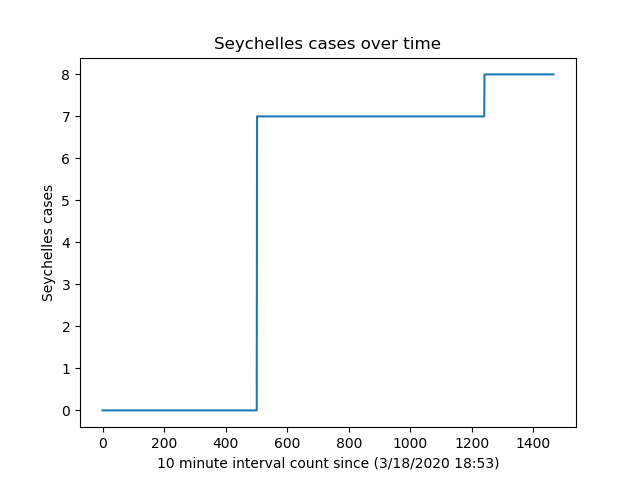 Seychelles cases over time
Seychelles cases
8
7
6
5
4
3
2
1
0
0 200 400 600 800 1000 1200 1400
10 minute interval count since (3/18/2020 18:53)